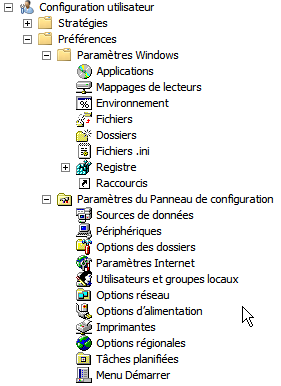 Configuration utilisateur
Stratégies
Préférences
Paramètres Windows
Applications
Mappages de lecteurs
Environnement
Fichiers
Dossiers
Fichiers .ini
Registre
Raccourcis
Paramètres du Panneau de configuration
Sources de données
Périphériques
Options des dossiers
Paramètres Internet
Utilisateurs et groupes locaux
Options réseau
Options d'alimentation
Imprimantes
Options régionales
Tâches planifiées
Menu Démarrer